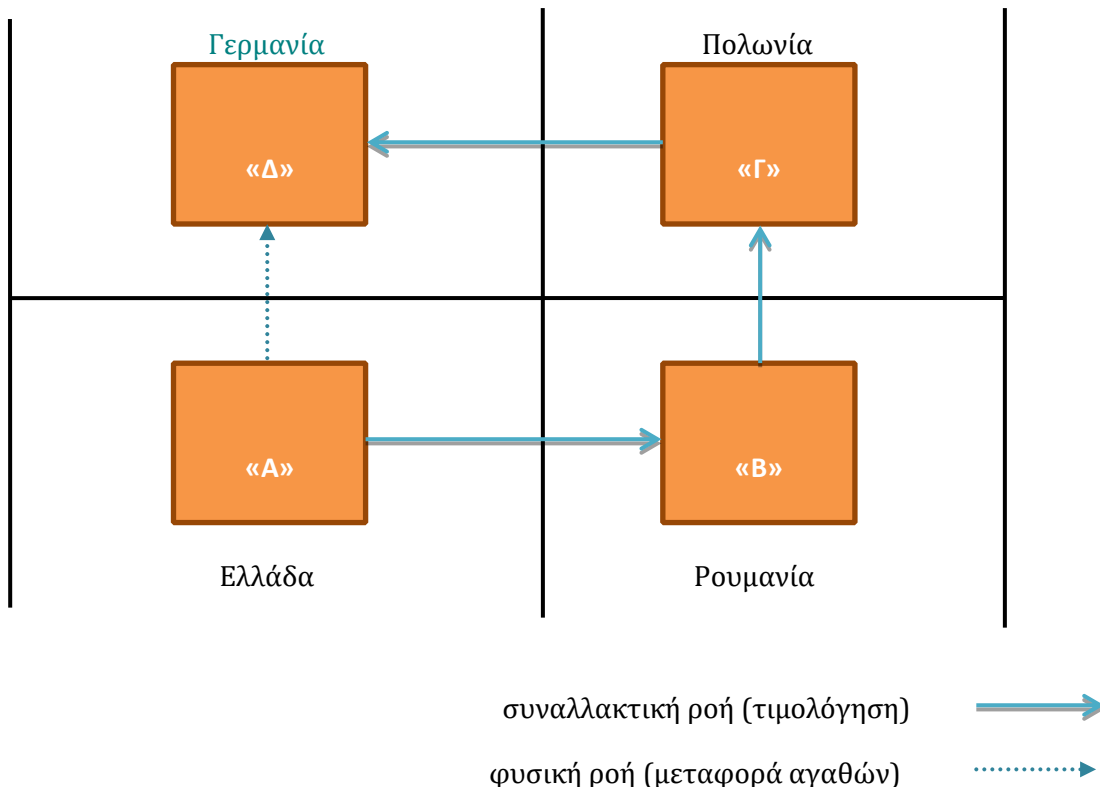 Γερμανία
Πολωνία
«Δ»
«Γ»
«Α»
«Β»
Ελλάδα
Ρουμανία
συναλλακτική ροή (τιμολόγηση)
φυσική ροή (μεταφορά αγαθών)